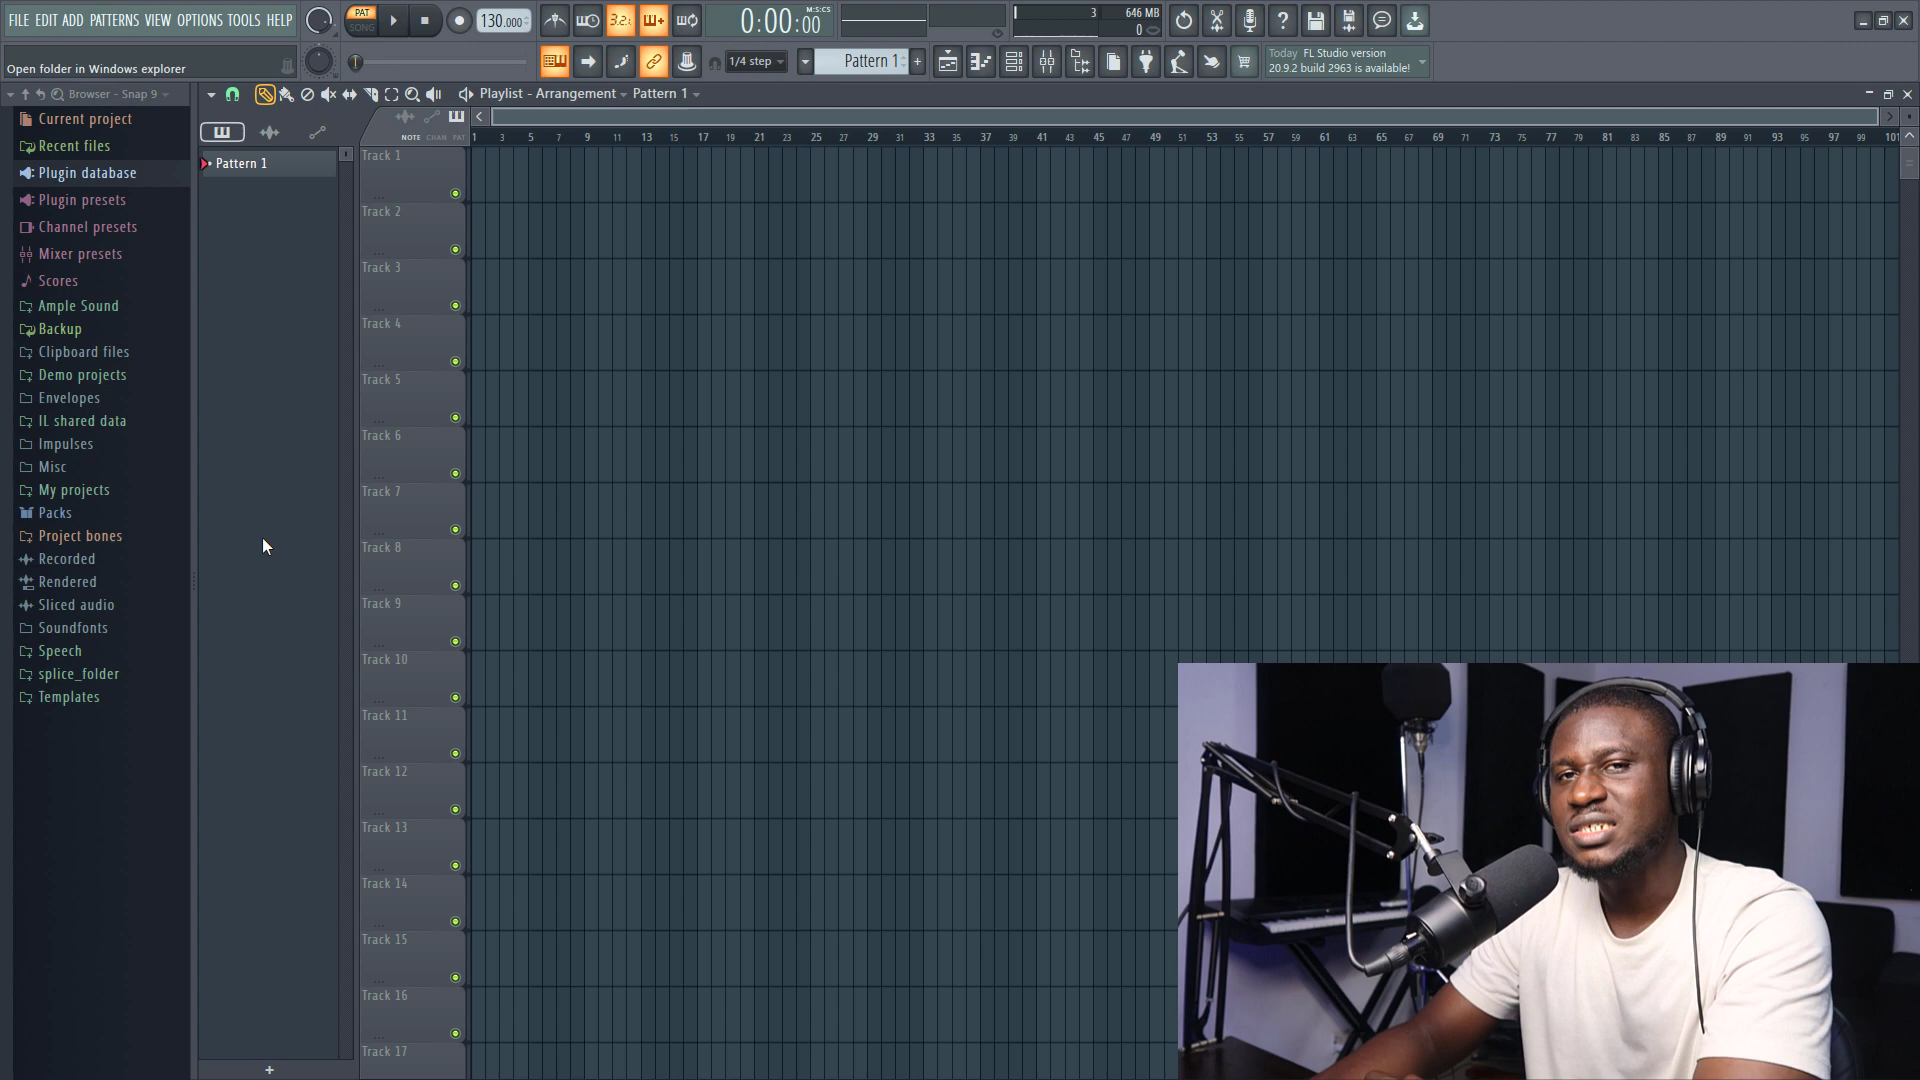 FILE EDIT ADD PATTERNS VIEW OPTIONS TOOLS HELP
PAT
SONG
130.000
3.2.
0:00:00
M:S:CS
3
646 MB
0
Open folder in Windows explorer
1/4 step
Pattern 1
+
Today FL Studio version
20.9.2 build 2963 is available!
Browser - Snap 9
Playlist - Arrangement
Pattern 1
Current project
Recent files
Plugin database
Plugin presets
Channel presets
Mixer presets
Scores
Ample Sound
Backup
Clipboard files
Demo projects
Envelopes
IL shared data
Impulses
Misc
My projects
Packs
Project bones
Recorded
Rendered
Sliced audio
Soundfonts
Speech
splice_folder
Templates
Pattern 1
+
NOTE CHAN PAT
1 3 5 7 9 11 13 15 17 19 21 23 25 27 29 31 33 35 37 39 41 43 45 47 49 51 53 55 57 59 61 63 65 67 69 71 73 75 77 79 81 83 85 87 89 91 93 95 97 99 101
Track 1
Track 2
Track 3
Track 4
Track 5
Track 6
Track 7
Track 8
Track 9
Track 10
Track 11
Track 12
Track 13
Track 14
Track 15
Track 16
Track 17